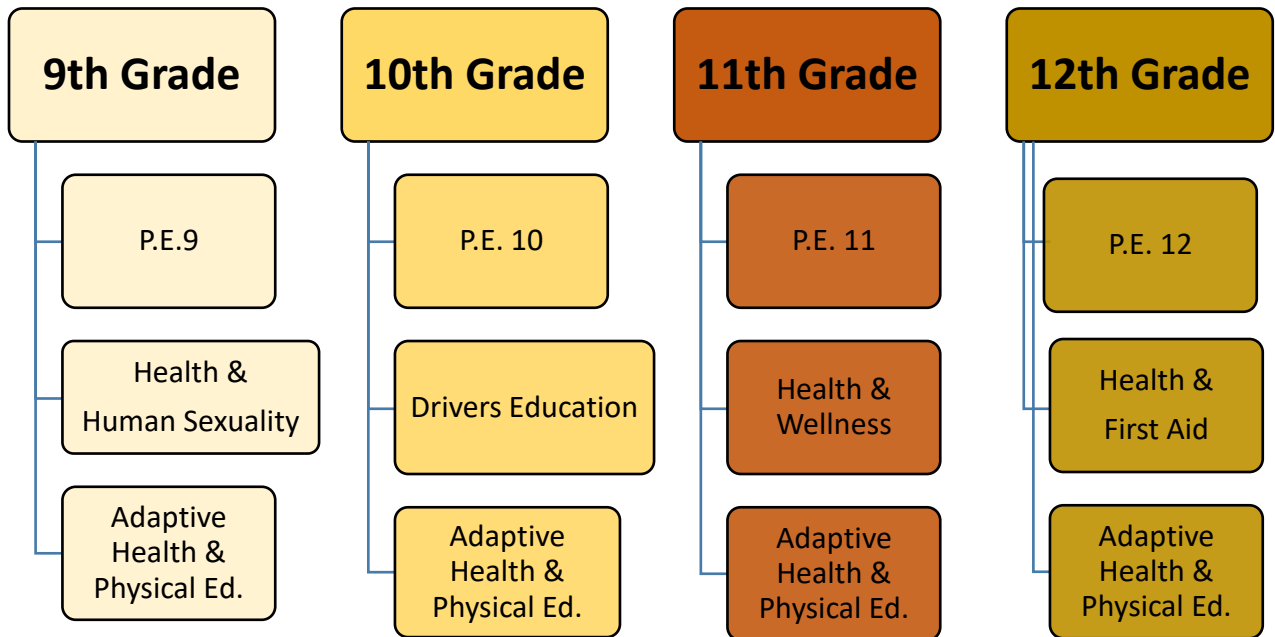 9th Grade
P.E.9
Health &
Human Sexuality
Adaptive
Health &
Physical Ed.
10th Grade
P.E. 10
Drivers Education
Adaptive
Health &
Physical Ed.
11th Grade
P.E. 11
Health &
Wellness
Adaptive
Health &
Physical Ed.
12th Grade
P.E. 12
Health &
First Aid
Adaptive
Health &
Physical Ed.